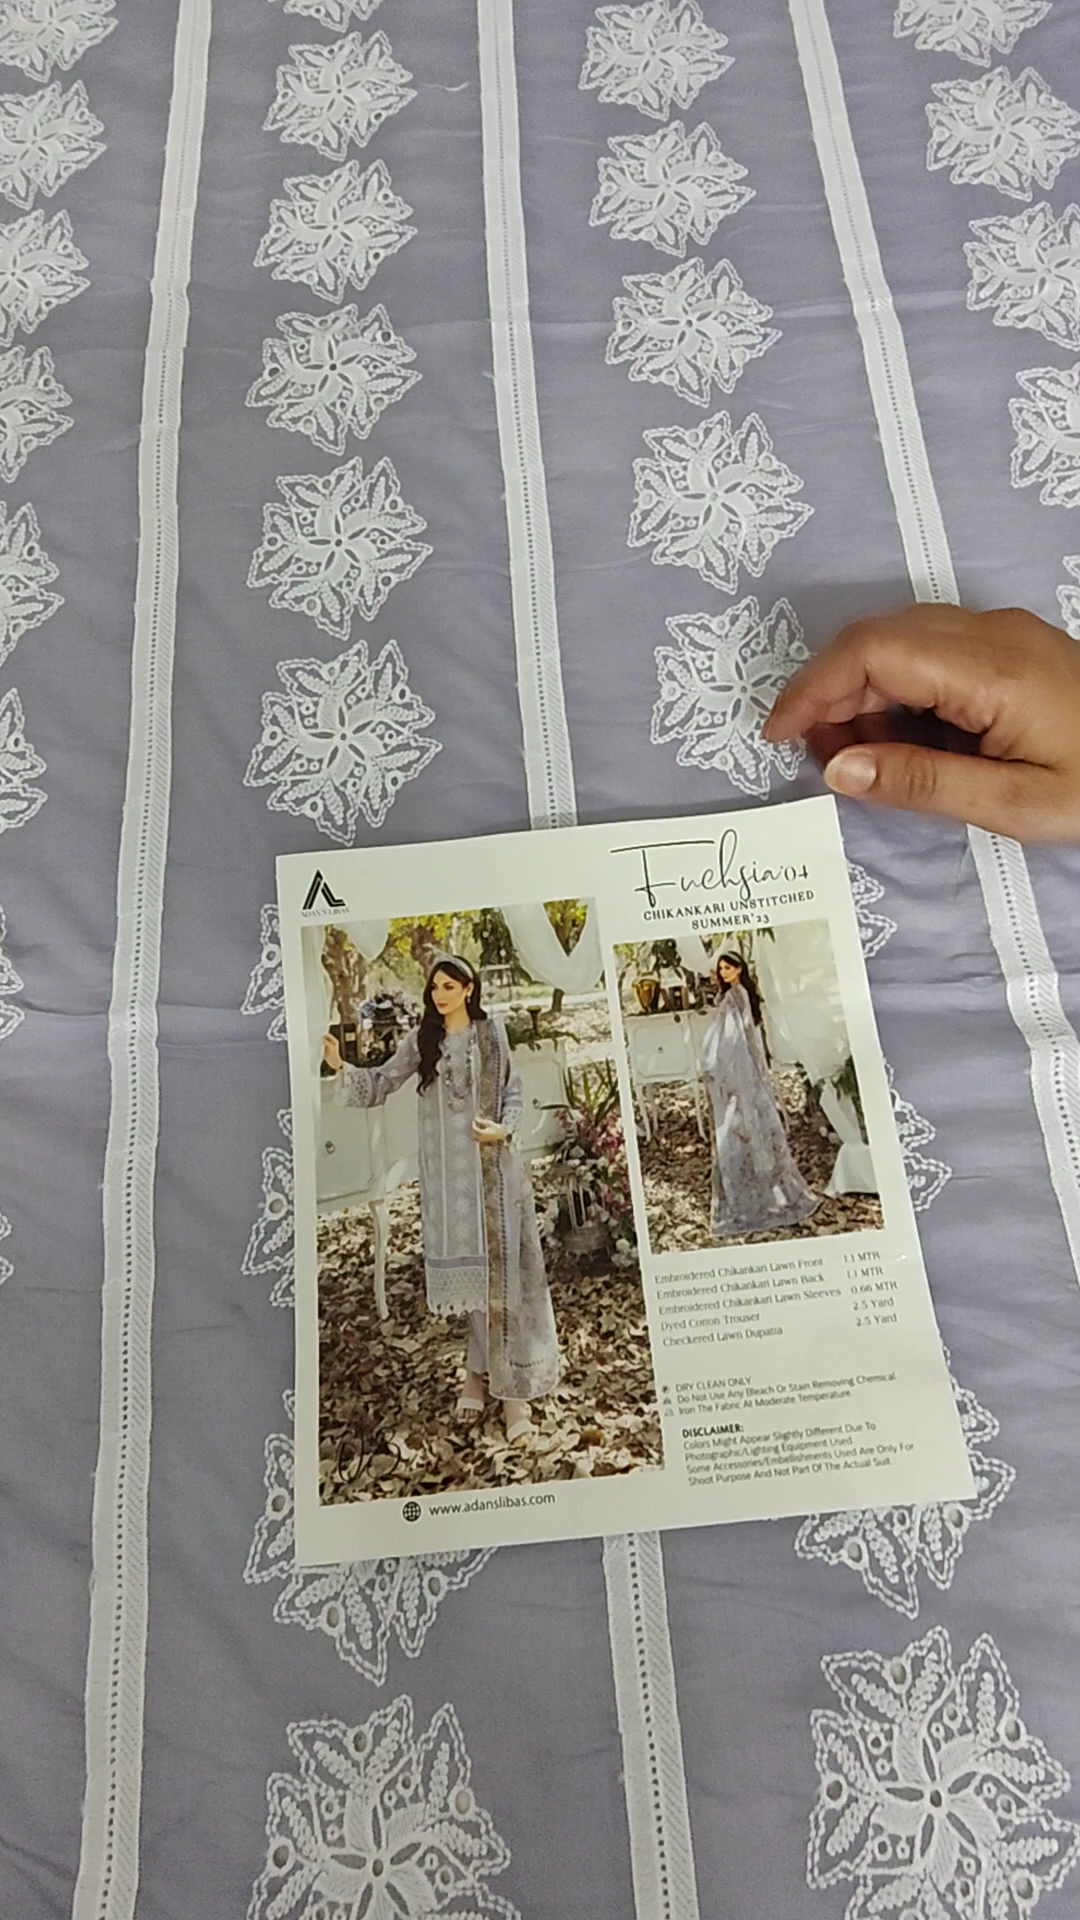 ADAN'S LIBAS
Fuchsia'04
CHIKANKARI UNSTITCHED
SUMMER'23
Embroidered Chikankari Lawn Front 1.1 MTR
Embroidered Chikankari Lawn Back 1.1 MTR
Embroidered Chikankari Lawn Sleeves 0.66 MTR
Dyed Cotton Trouser 2.5 Yard
Checkered Lawn Dupatta 2.5 Yard
DRY CLEAN ONLY
Do Not Use Any Bleach Or Stain Removing Chemical.
Iron The Fabric At Moderate Temperature
DISCLAIMER:
Colors Might Appear Slightly Different Due To
Photographic/Lighting Equipment Used
Some Accessories/Embellishments Used Are Only For
Shoot Purpose And Not Part Of The Actual Suit.
03
www.adanslibas.com